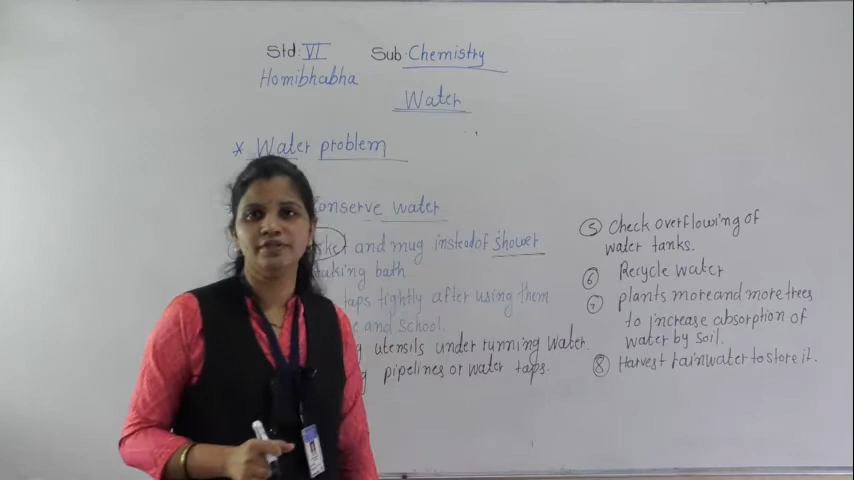 Std: VI Sub: Chemistry
Homibhabha
Water
* Water problem
onserve water
ket and mug insteadof shower
taking bath
taps tightly after using them
e and school.
g utensils under running water.
g pipelines or water taps.
5 Check overflowing of
water tanks.
6 Recycle water
7 plants more and more trees
to increase absorption of
water by soil.
8 Harvest rainwater to store it.